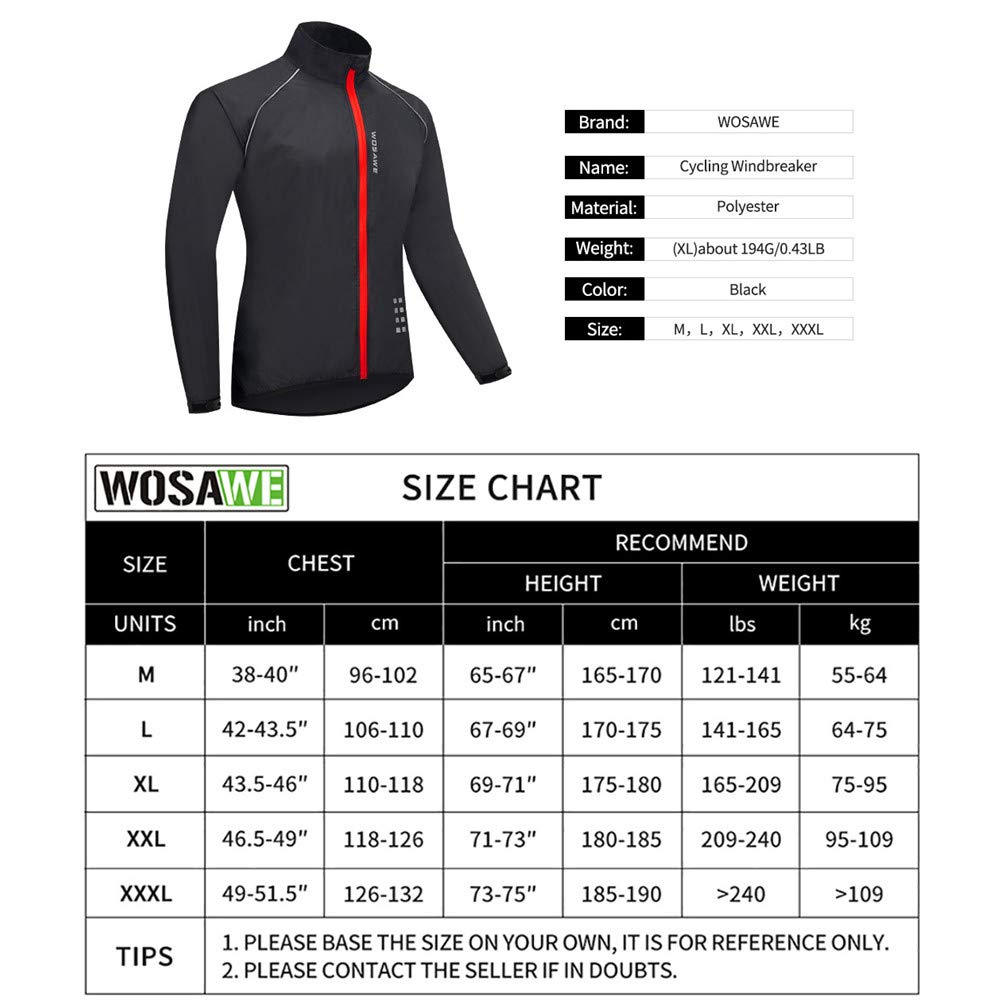 WOSAWE
Brand: WOSAWE
Name: Cycling Windbreaker
Material: Polyester
Weight: (XL)about 194G/0.43LB
Color: Black
Size: M, L, XL, XXL, XXXL
WOSAWE SIZE CHART
SIZE CHEST RECOMMEND
HEIGHT WEIGHT
UNITS inch cm inch cm lbs kg
M 38-40" 96-102 65-67" 165-170 121-141 55-64
L 42-43.5" 106-110 67-69" 170-175 141-165 64-75
XL 43.5-46" 110-118 69-71" 175-180 165-209 75-95
XXL 46.5-49" 118-126 71-73" 180-185 209-240 95-109
XXXL 49-51.5" 126-132 73-75" 185-190 >240 >109
TIPS 1. PLEASE BASE THE SIZE ON YOUR OWN, IT IS FOR REFERENCE ONLY.
2. PLEASE CONTACT THE SELLER IF IN DOUBTS.